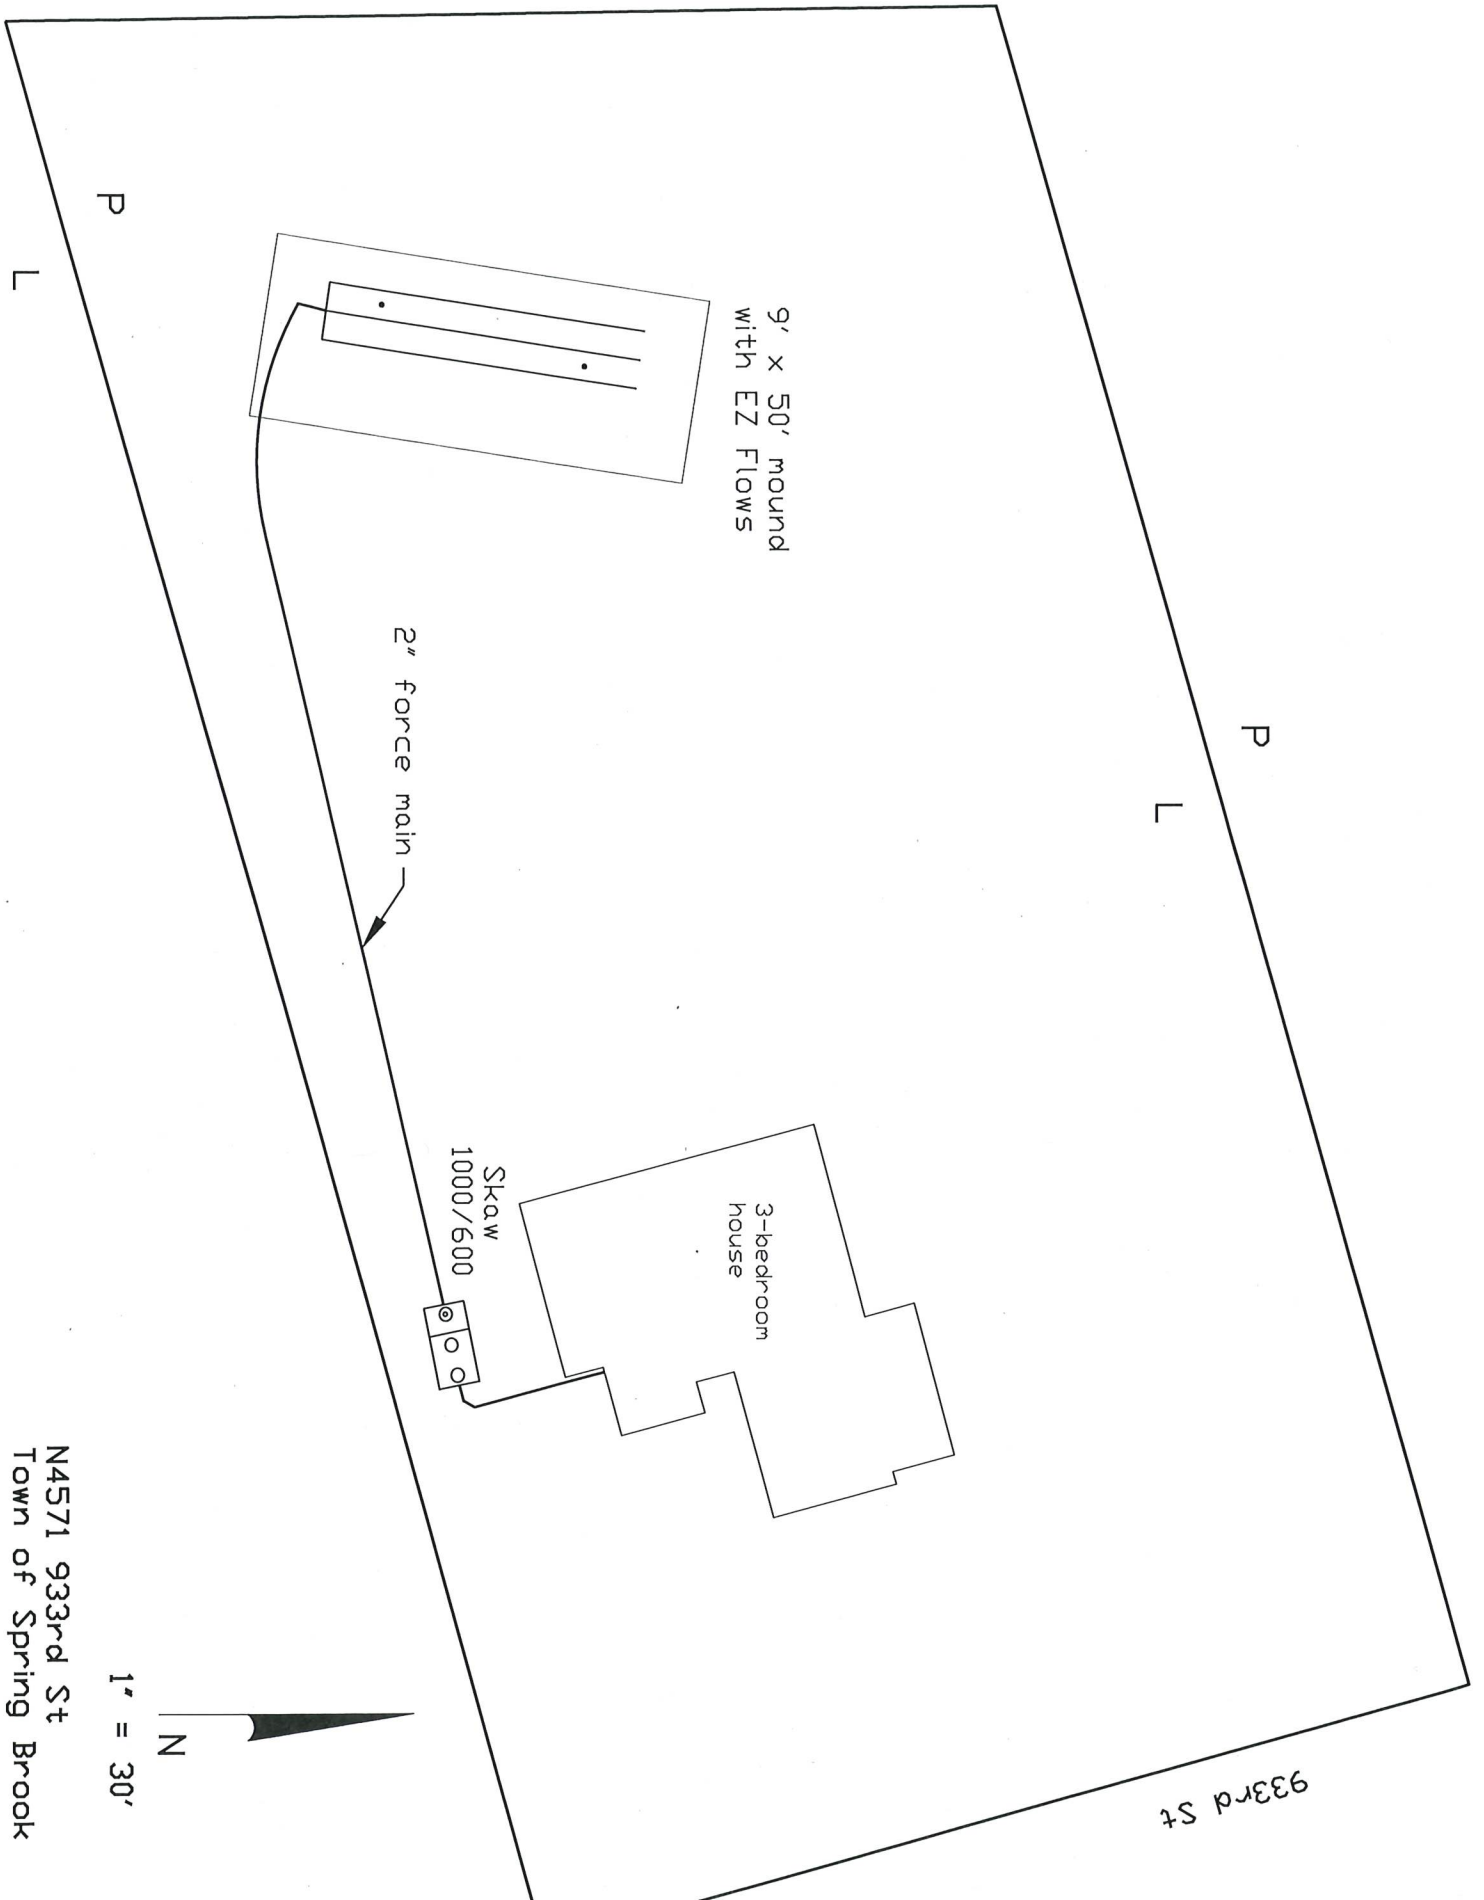 933rd St
P
L
9' x 50' mound
with EZ Flows
3-bedroom
house
Skaw
1000/600
2" force main
P
L
N
1" = 30'
N4571 933rd St
Town of Spring Brook